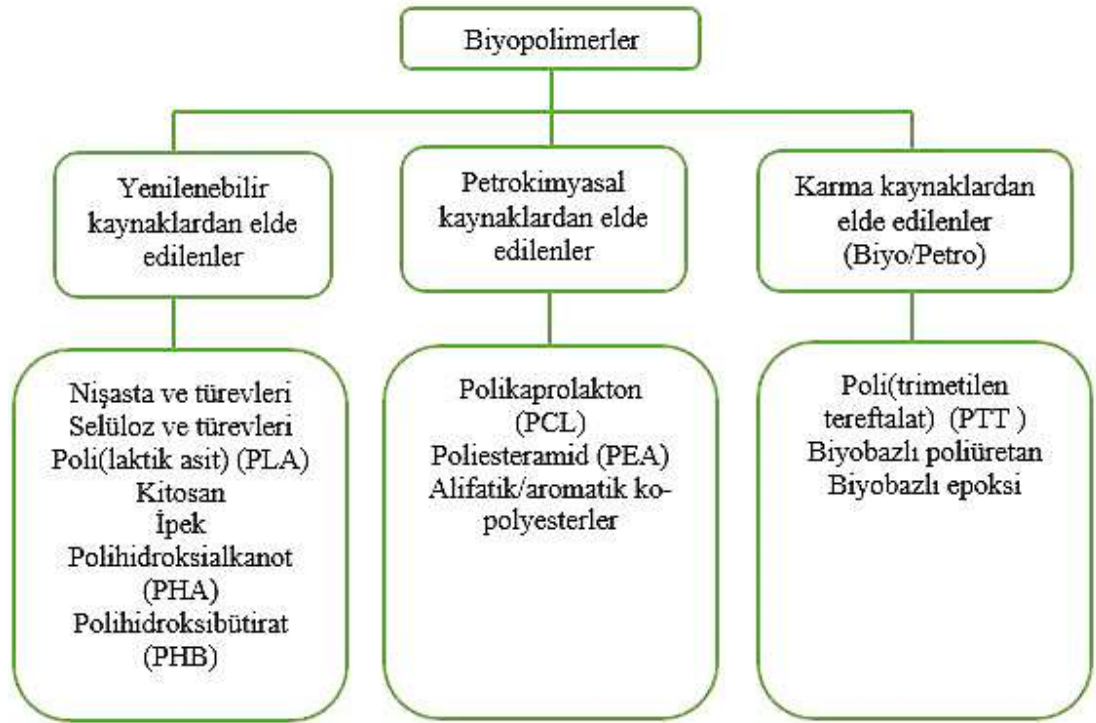 Biyopolimerler
Yenilenebilir
kaynaklardan elde
edilenler
Petrokimyasal
kaynaklardan elde
edilenler
Karma kaynaklardan
elde edilenler
(Biyo/Petro)
Nişasta ve türevleri
Selüloz ve türevleri
Poli(laktik asit) (PLA)
Kitosan
İpek
Polihidroksialkanot
(PHA)
Polihidroksibütirat
(PHB)
Polikaprolakton
(PCL)
Poliesteramid (PEA)
Alifatik/aromatik ko-
polyesterler
Poli(trimetilen
tereftalat) (PTT )
Biyobazlı poliüretan
Biyobazlı epoksi